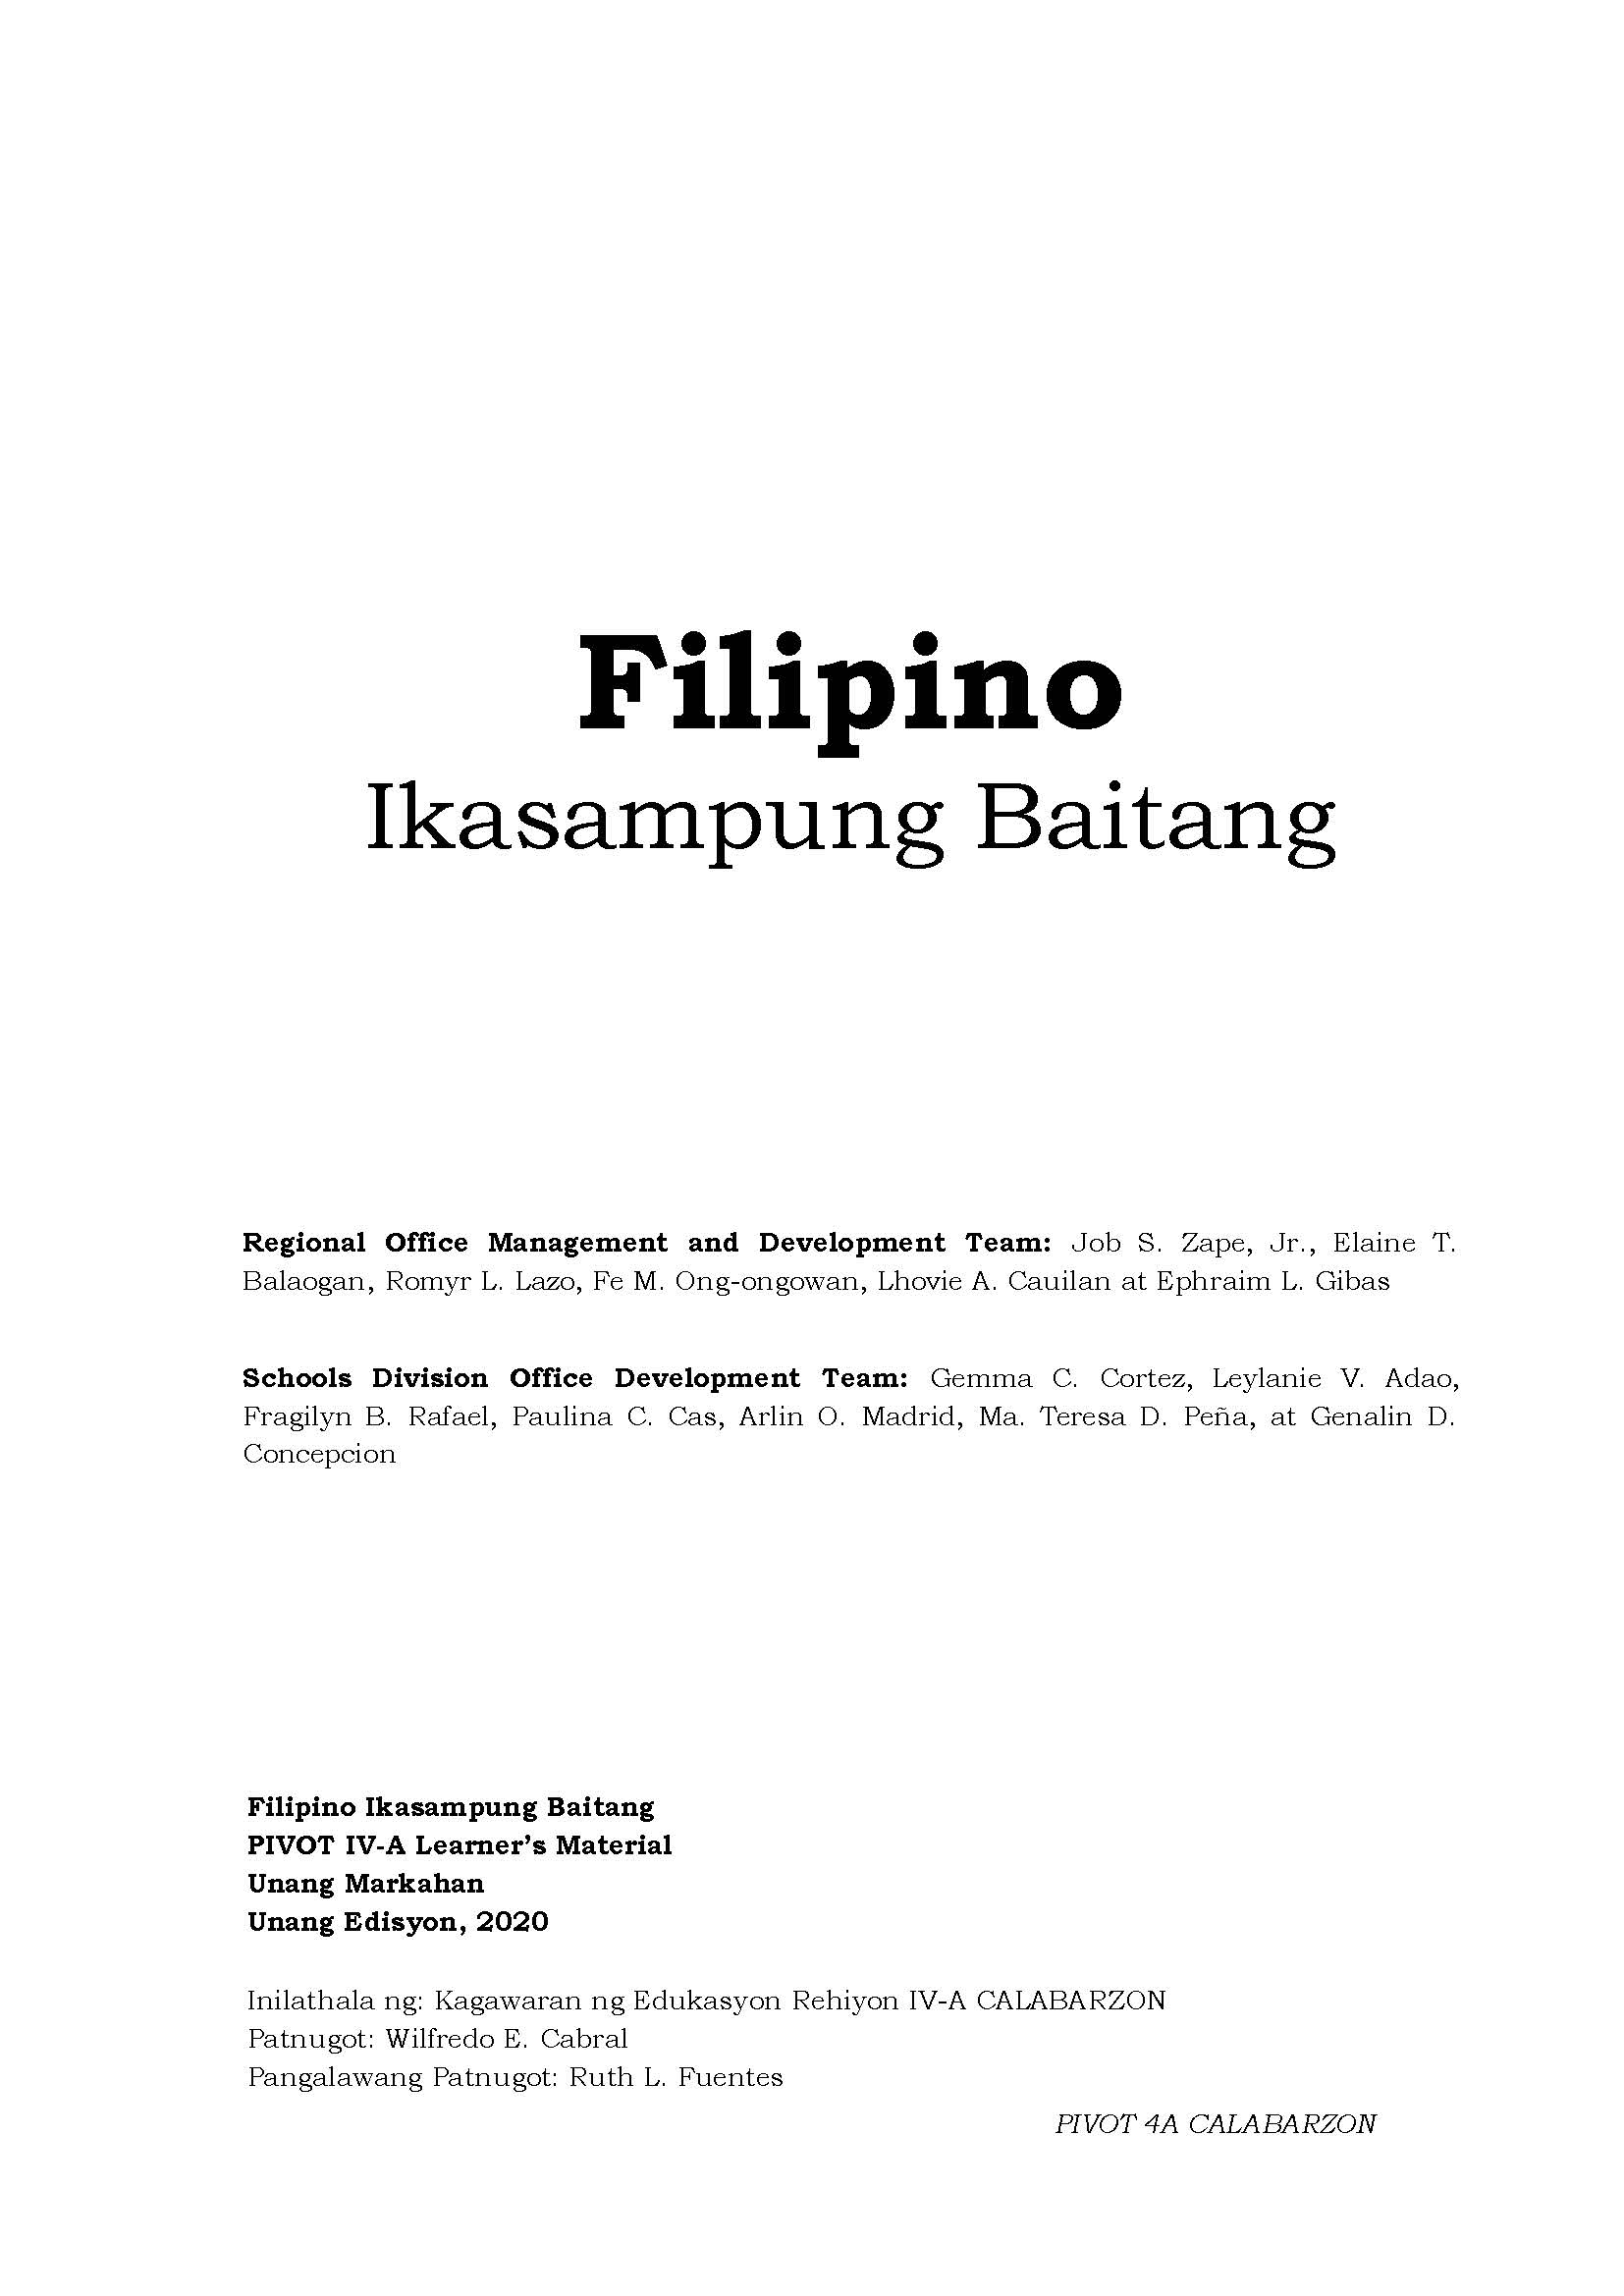 Filipino
Ikasampung Baitang
Regional Office Management and Development Team: Job S. Zape, Jr., Elaine T.
Balaogan, Romyr L. Lazo, Fe M. Ong-ongowan, Lhovie A. Cauilan at Ephraim L. Gibas
Schools Division Office Development Team: Gemma C. Cortez, Leylanie V. Adao,
Fragilyn B. Rafael, Paulina C. Cas, Arlin O. Madrid, Ma. Teresa D. Peña, at Genalin D.
Concepcion
Filipino Ikasampung Baitang
PIVOT IV-A Learner’s Material
Unang Markahan
Unang Edisyon, 2020
Inilathala ng: Kagawaran ng Edukasyon Rehiyon IV-A CALABARZON
Patnugot: Wilfredo E. Cabral
Pangalawang Patnugot: Ruth L. Fuentes
PIVOT 4A CALABARZON